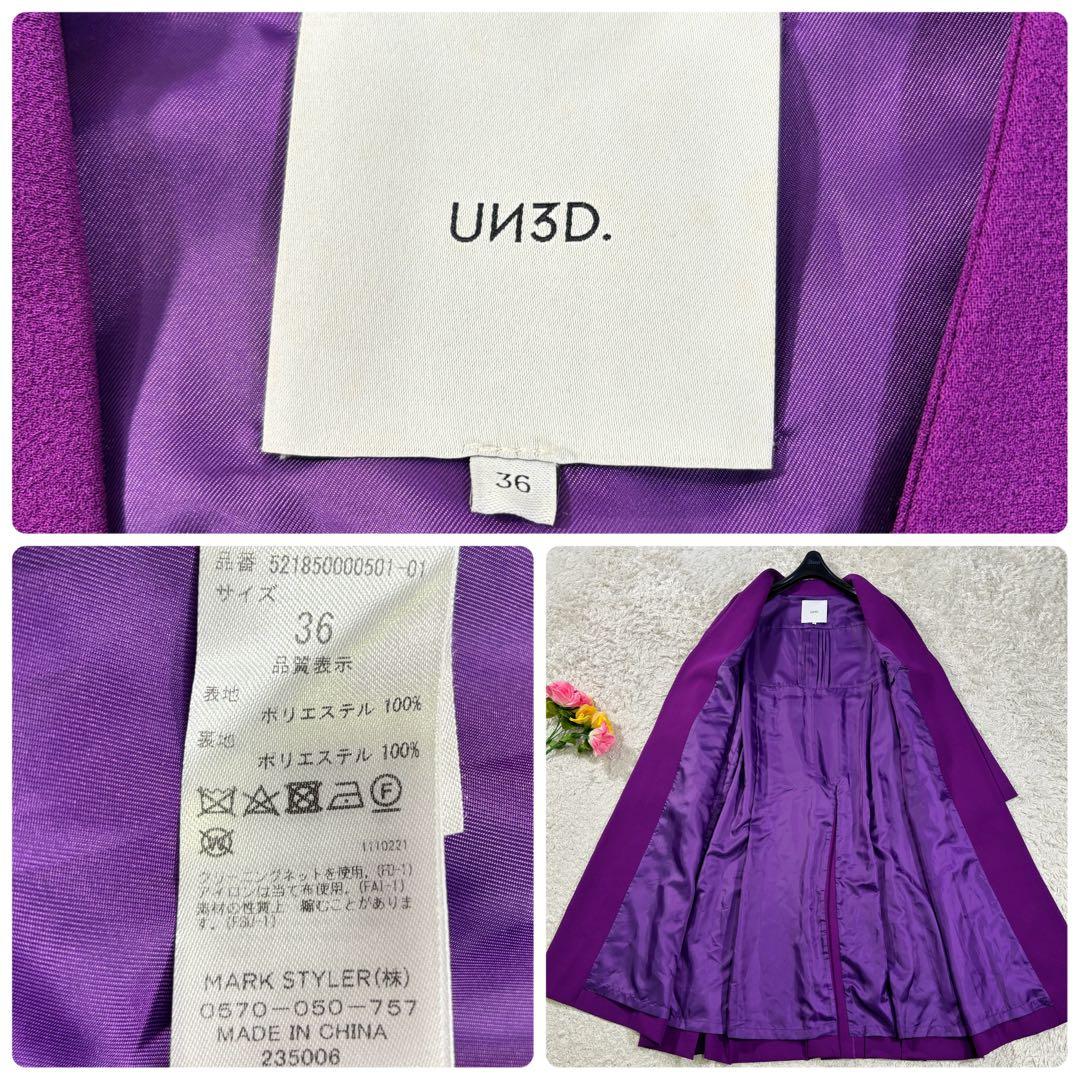 UN3D.
36
品番 521850000501-01
サイズ
36
品質表示
表地
ポリエステル 100%
裏地
ポリエステル 100%
F
W
1110221
クリーニングネットを使用, (FD-1)
アイロンは当て布使用, (FAI-1)
素材の性質上 縮むことがありま
す。(FSU-1)
MARK STYLER(株)
0570-050-757
MADE IN CHINA
235006
UN3D.